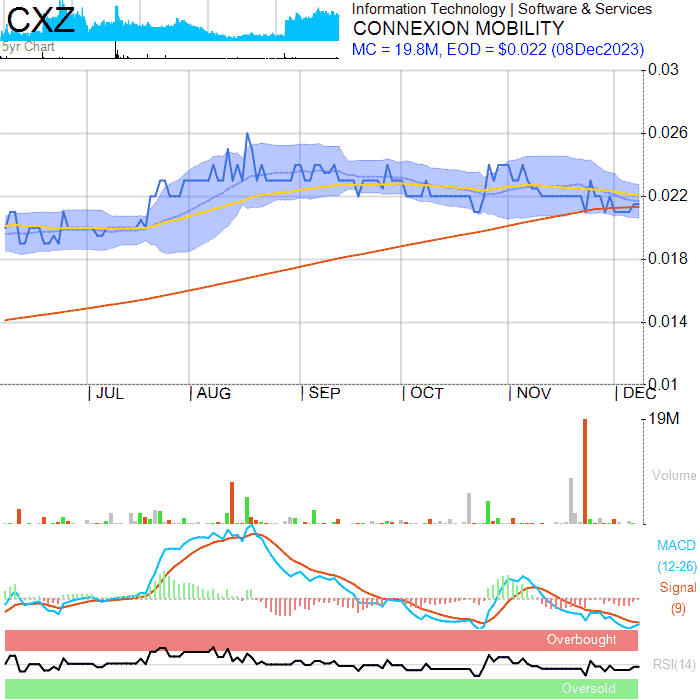 CXZ
5yr Chart
Information Technology | Software & Services
CONNEXION MOBILITY
MC = 19.8M, EOD = $0.022 (08Dec2023)
0.03
0.026
0.022
0.018
0.014
0.01
JUL AUG SEP OCT NOV DEC
19M
Volume
MACD
(12-26)
Signal
(9)
Overbought
RSI(14)
Oversold